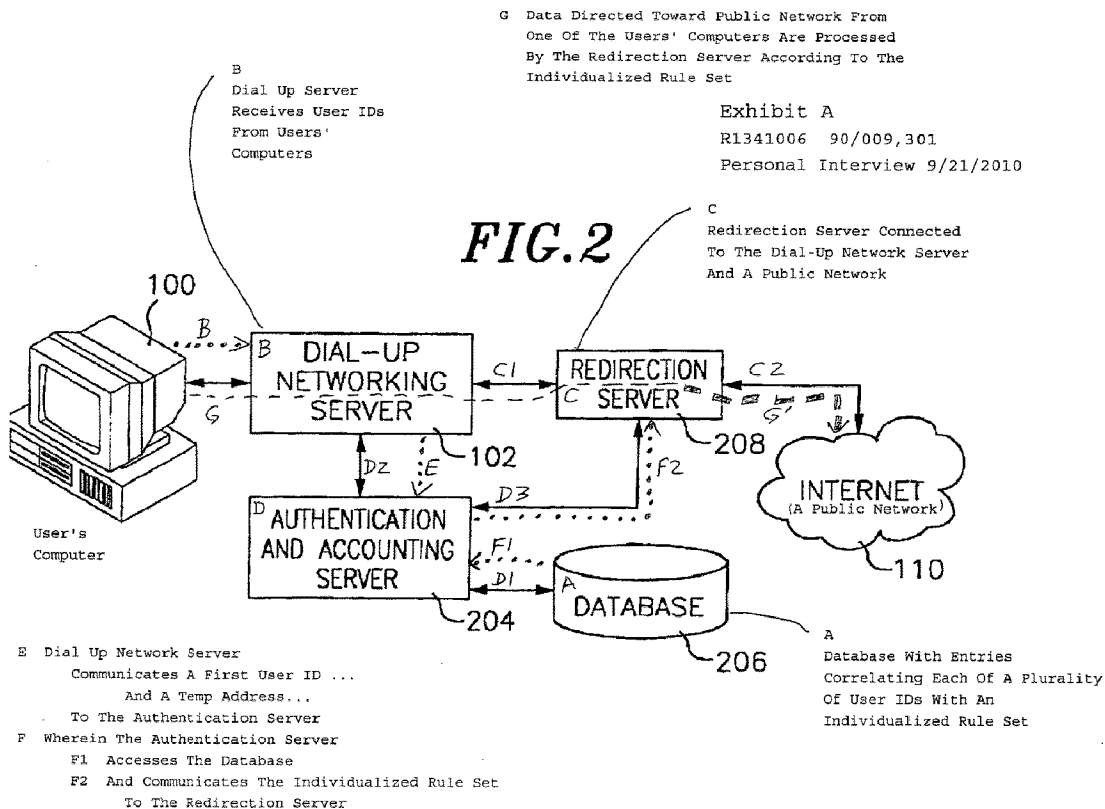 G Data Directed Toward Public Network From
One Of The Users' Computers Are Processed
By The Redirection Server According To The
Individualized Rule Set
B
Dial Up Server
Receives User IDs
From Users'
Computers
Exhibit A
R1341006 90/009,301
Personal Interview 9/21/2010
C
Redirection Server Connected
To The Dial-Up Network Server
And A Public Network
FIG.2
100
B
B
DIAL-UP
NETWORKING
SERVER
102
G
C1
C
REDIRECTION
SERVER
208
C2
G'
INTERNET
(A Public Network)
110
D2
E
D3
F2
D
AUTHENTICATION
AND ACCOUNTING
SERVER
204
F1
D1
A
DATABASE
206
User's
Computer
A
Database With Entries
Correlating Each Of A Plurality
Of User IDs With An
Individualized Rule Set
E Dial Up Network Server
Communicates A First User ID ...
And A Temp Address...
To The Authentication Server
F Wherein The Authentication Server
F1 Accesses The Database
F2 And Communicates The Individualized Rule Set
To The Redirection Server